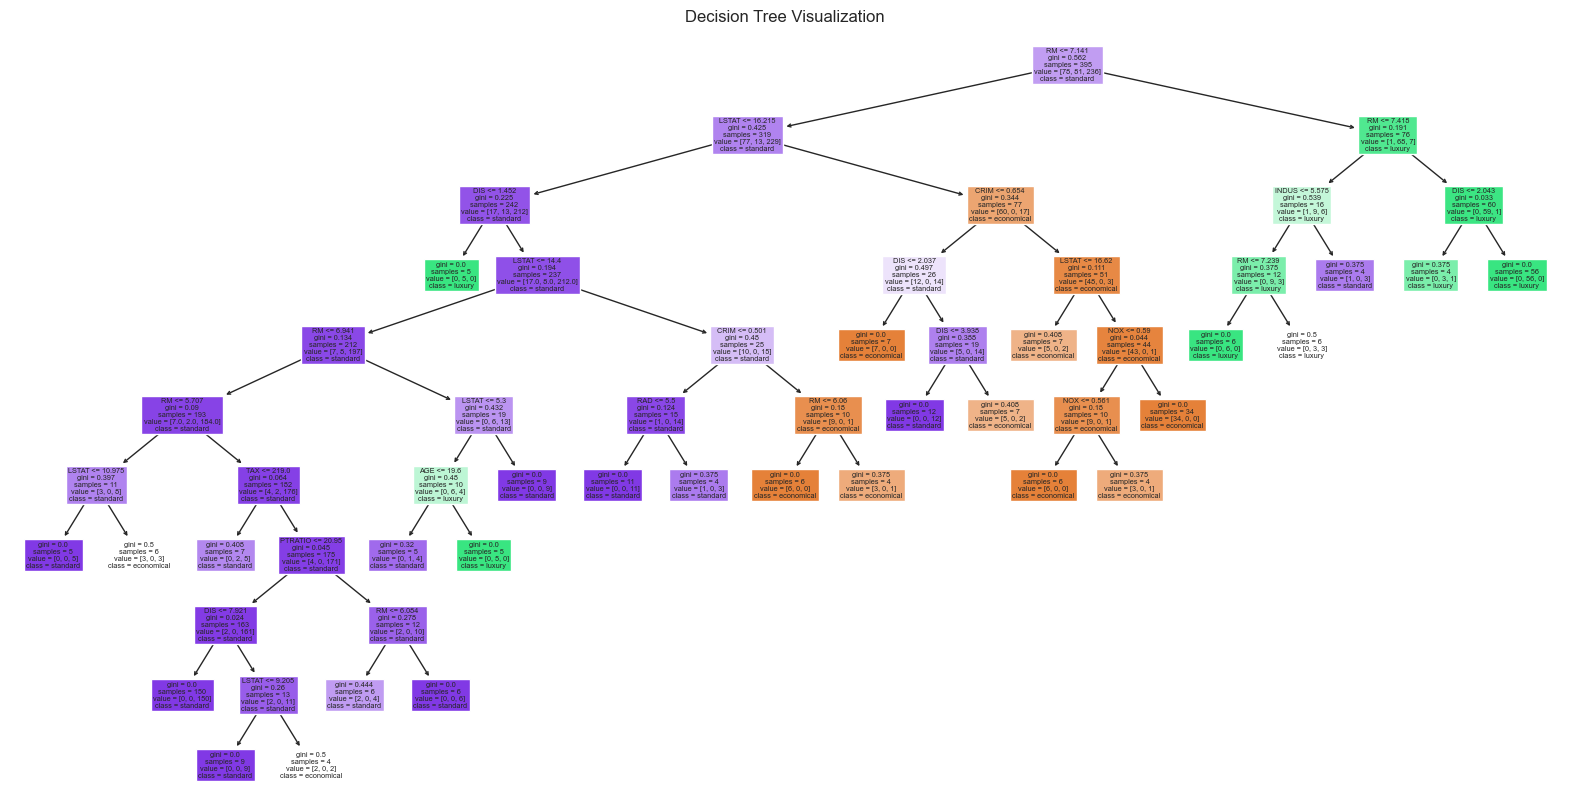 Decision Tree Visualization
RM <= 7.141
gini = 0.562
samples = 395
value = [78, 81, 236]
class = standard
LSTAT <= 16.215
gini = 0.425
samples = 319
value = [77, 13, 229]
class = standard
RM <= 7.418
gini = 0.191
samples = 76
value = [1, 68, 7]
class = luxury
DIS <= 1.452
gini = 0.225
samples = 242
value = [17, 13, 212]
class = standard
CRIM <= 0.654
gini = 0.344
samples = 77
value = [60, 0, 17]
class = economical
INDUS <= 5.575
gini = 0.539
samples = 16
value = [1, 9, 6]
class = luxury
DIS <= 2.043
gini = 0.033
samples = 60
value = [0, 59, 1]
class = luxury
gini = 0.0
samples = 5
value = [0, 5, 0]
class = luxury
LSTAT <= 14.4
gini = 0.194
samples = 237
value = [17.0, 8.0, 212.0]
class = standard
DIS <= 2.037
gini = 0.497
samples = 26
value = [12, 0, 14]
class = standard
LSTAT <= 16.62
gini = 0.111
samples = 51
value = [48, 0, 3]
class = economical
RM <= 7.239
gini = 0.375
samples = 12
value = [0, 9, 3]
class = luxury
gini = 0.375
samples = 4
value = [1, 0, 3]
class = standard
gini = 0.375
samples = 4
value = [0, 3, 1]
class = luxury
gini = 0.0
samples = 56
value = [0, 56, 0]
class = luxury
RM <= 6.941
gini = 0.134
samples = 212
value = [7, 8, 197]
class = standard
CRIM <= 0.501
gini = 0.48
samples = 25
value = [10, 0, 15]
class = standard
gini = 0.0
samples = 7
value = [7, 0, 0]
class = economical
DIS <= 3.938
gini = 0.388
samples = 19
value = [5, 0, 14]
class = standard
gini = 0.408
samples = 7
value = [5, 0, 2]
class = economical
NOX <= 0.59
gini = 0.044
samples = 44
value = [43, 0, 1]
class = economical
gini = 0.0
samples = 6
value = [0, 6, 0]
class = luxury
gini = 0.5
samples = 6
value = [0, 3, 3]
class = luxury
RM <= 5.707
gini = 0.09
samples = 193
value = [7.0, 2.0, 184.0]
class = standard
LSTAT <= 5.3
gini = 0.432
samples = 19
value = [0, 6, 13]
class = standard
RAD <= 5.5
gini = 0.124
samples = 15
value = [1, 0, 14]
class = standard
RM <= 6.06
gini = 0.18
samples = 10
value = [9, 0, 1]
class = economical
gini = 0.0
samples = 12
value = [0, 0, 12]
class = standard
gini = 0.408
samples = 7
value = [5, 0, 2]
class = economical
NOX <= 0.561
gini = 0.18
samples = 10
value = [9, 0, 1]
class = economical
gini = 0.0
samples = 34
value = [34, 0, 0]
class = economical
LSTAT <= 10.975
gini = 0.397
samples = 11
value = [3, 0, 8]
class = standard
TAX <= 219.0
gini = 0.064
samples = 182
value = [4, 2, 176]
class = standard
AGE <= 19.6
gini = 0.48
samples = 10
value = [0, 6, 4]
class = luxury
gini = 0.0
samples = 9
value = [0, 0, 9]
class = standard
gini = 0.0
samples = 11
value = [0, 0, 11]
class = standard
gini = 0.375
samples = 4
value = [1, 0, 3]
class = standard
gini = 0.0
samples = 6
value = [6, 0, 0]
class = economical
gini = 0.375
samples = 4
value = [3, 0, 1]
class = economical
gini = 0.0
samples = 6
value = [6, 0, 0]
class = economical
gini = 0.375
samples = 4
value = [3, 0, 1]
class = economical
gini = 0.0
samples = 5
value = [0, 0, 5]
class = standard
gini = 0.5
samples = 6
value = [3, 0, 3]
class = economical
gini = 0.408
samples = 7
value = [0, 2, 5]
class = standard
PTRATIO <= 20.95
gini = 0.045
samples = 175
value = [4, 0, 171]
class = standard
gini = 0.32
samples = 5
value = [0, 1, 4]
class = standard
gini = 0.0
samples = 5
value = [0, 5, 0]
class = luxury
DIS <= 7.921
gini = 0.024
samples = 163
value = [2, 0, 161]
class = standard
RM <= 6.054
gini = 0.278
samples = 12
value = [2, 0, 10]
class = standard
gini = 0.0
samples = 150
value = [0, 0, 150]
class = standard
LSTAT <= 9.205
gini = 0.26
samples = 13
value = [2, 0, 11]
class = standard
gini = 0.444
samples = 6
value = [2, 0, 4]
class = standard
gini = 0.0
samples = 6
value = [0, 0, 6]
class = standard
gini = 0.0
samples = 9
value = [0, 0, 9]
class = standard
gini = 0.5
samples = 4
value = [2, 0, 2]
class = economical